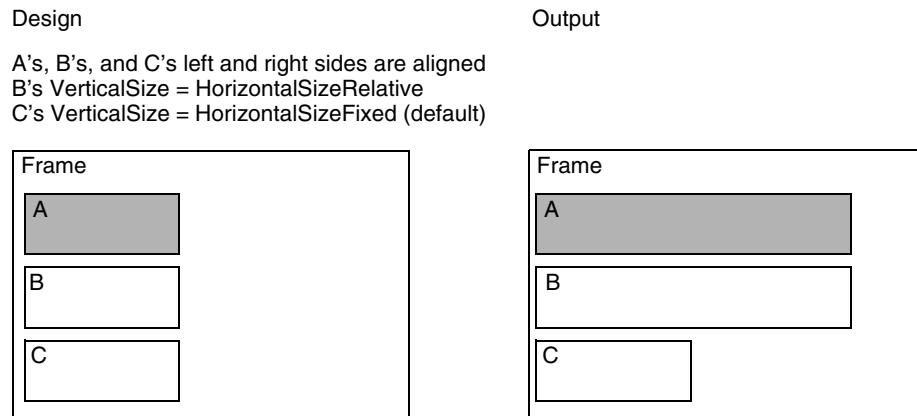 Design
Output
A’s, B’s, and C’s left and right sides are aligned
B’s VerticalSize = HorizontalSizeRelative
C’s VerticalSize = HorizontalSizeFixed (default)
Frame
A
B
C
Frame
A
B
C